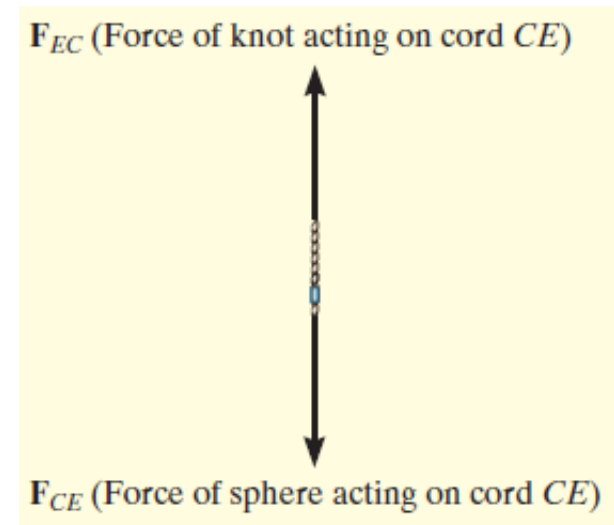 F_EC (Force of knot acting on cord CE)
F_CE (Force of sphere acting on cord CE)